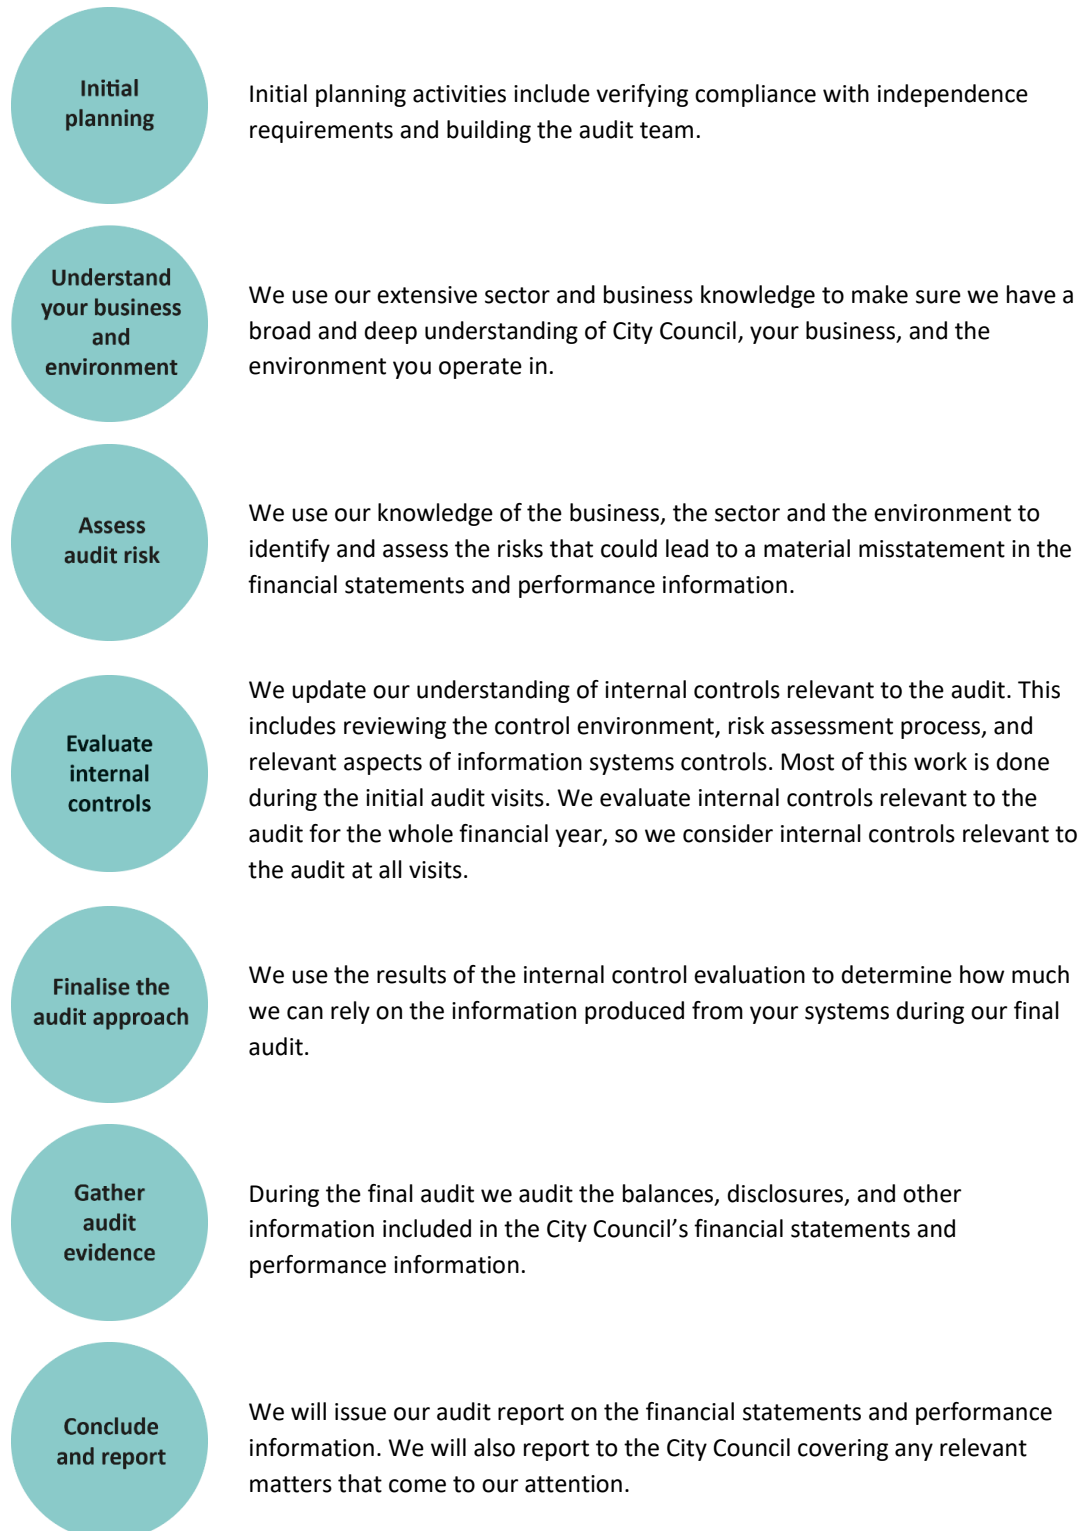 Initial
planning
Initial planning activities include verifying compliance with independence
requirements and building the audit team.
Understand
your business
and
environment
We use our extensive sector and business knowledge to make sure we have a
broad and deep understanding of City Council, your business, and the
environment you operate in.
Assess
audit risk
We use our knowledge of the business, the sector and the environment to
identify and assess the risks that could lead to a material misstatement in the
financial statements and performance information.
Evaluate
internal
controls
We update our understanding of internal controls relevant to the audit. This
includes reviewing the control environment, risk assessment process, and
relevant aspects of information systems controls. Most of this work is done
during the initial audit visits. We evaluate internal controls relevant to the
audit for the whole financial year, so we consider internal controls relevant to
the audit at all visits.
Finalise the
audit approach
We use the results of the internal control evaluation to determine how much
we can rely on the information produced from your systems during our final
audit.
Gather
audit
evidence
During the final audit we audit the balances, disclosures, and other
information included in the City Council’s financial statements and
performance information.
Conclude
and report
We will issue our audit report on the financial statements and performance
information. We will also report to the City Council covering any relevant
matters that come to our attention.